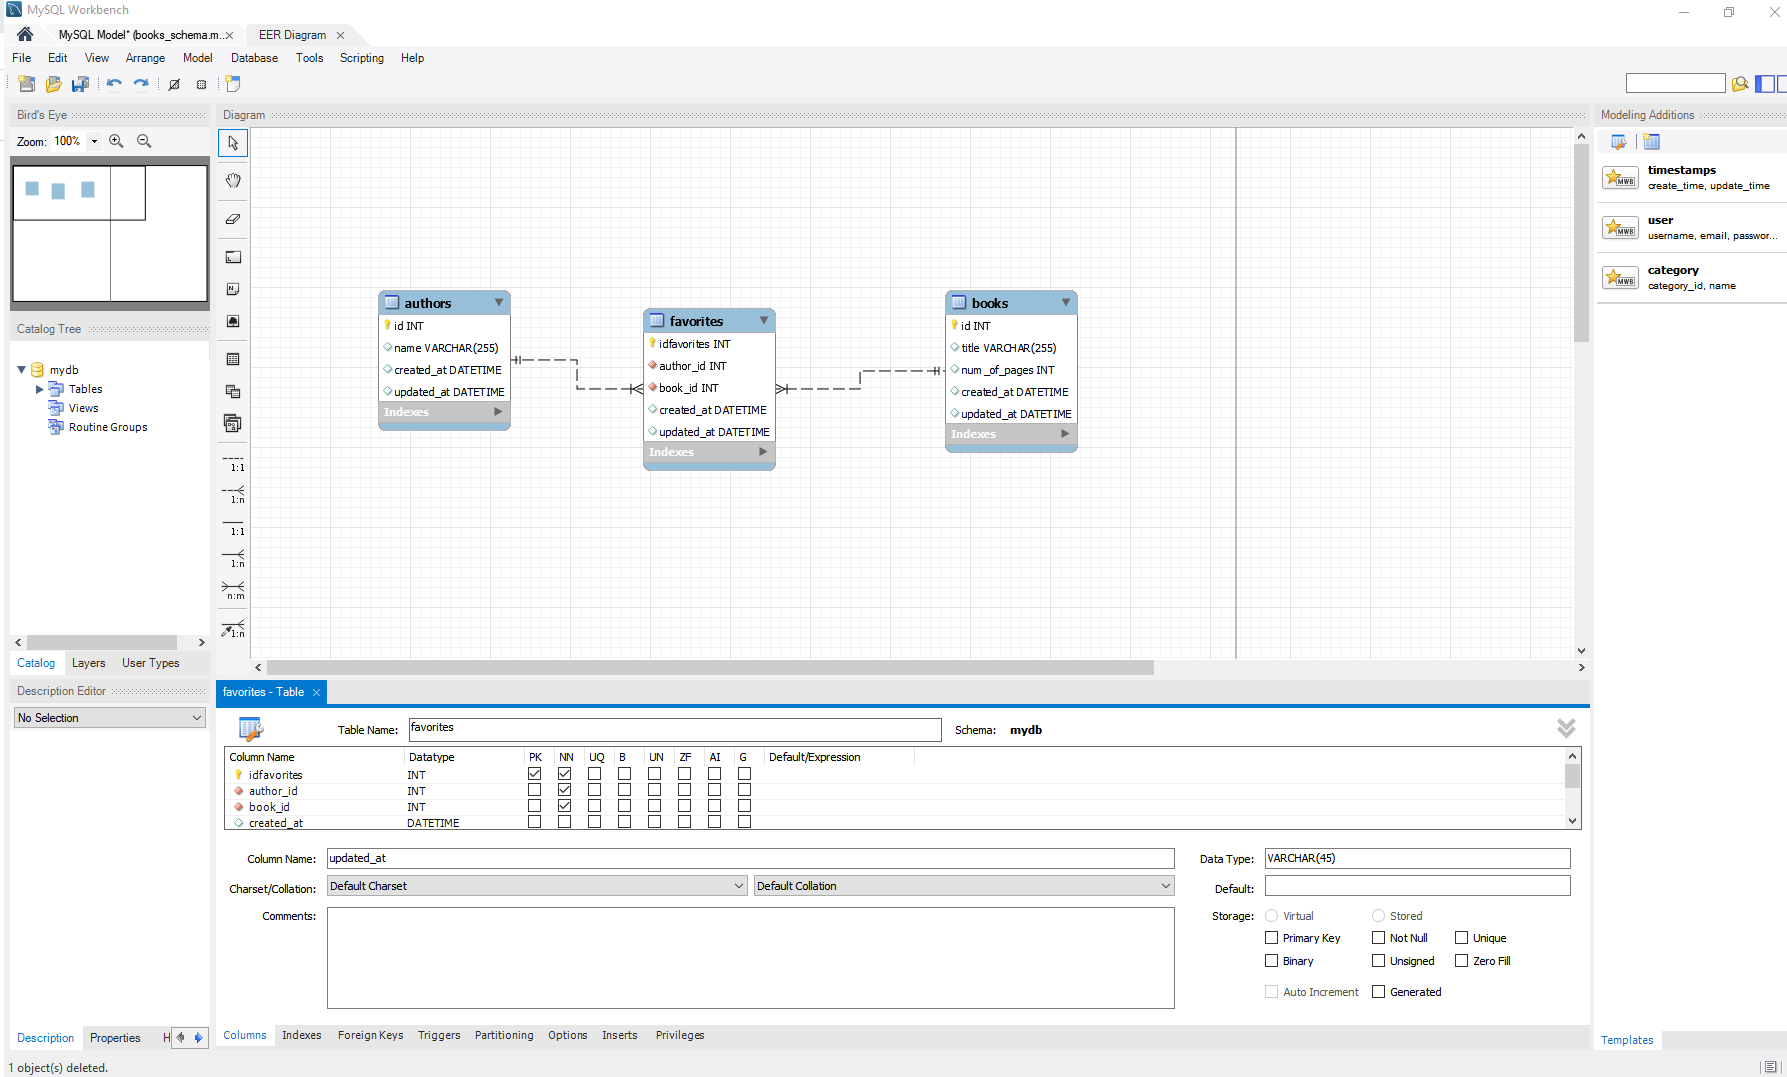 MySQL Workbench
MySQL Model* (books_schema.m...
EER Diagram
File Edit View Arrange Model Database Tools Scripting Help
Bird's Eye
Zoom: 100%
Catalog Tree
mydb
Tables
Views
Routine Groups
Catalog Layers User Types
Description Editor
No Selection
Description Properties H
Diagram
1:1
1:n
1:1
1:n
n:m
1:n
authors
id INT
name VARCHAR(255)
created_at DATETIME
updated_at DATETIME
Indexes
favorites
idfavorites INT
author_id INT
book_id INT
created_at DATETIME
updated_at DATETIME
Indexes
books
id INT
title VARCHAR(255)
num_of_pages INT
created_at DATETIME
updated_at DATETIME
Indexes
Modeling Additions
timestamps
create_time, update_time
user
username, email, passwor...
category
category_id, name
Templates
favorites - Table
Table Name: favorites Schema: mydb
Column Name Datatype PK NN UQ B UN ZF AI G Default/Expression
idfavorites INT
author_id INT
book_id INT
created_at DATETIME
Column Name: updated_at Data Type: VARCHAR(45)
Charset/Collation: Default Charset Default Collation Default:
Comments: Storage: Virtual Stored
Primary Key Not Null Unique
Binary Unsigned Zero Fill
Auto Increment Generated
Columns Indexes Foreign Keys Triggers Partitioning Options Inserts Privileges
1 object(s) deleted.